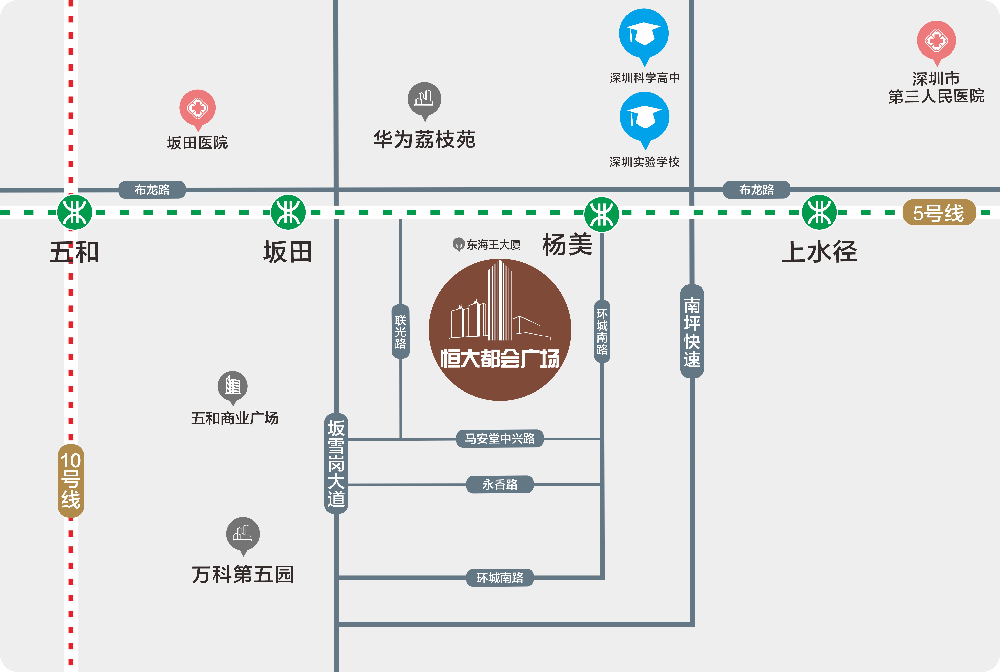 深圳科学高中
深圳市
第三人民医院
坂田医院
华为荔枝苑
深圳实验学校
布龙路
布龙路
5号线
五和
坂田
东海王大厦
杨美
上水径
联光路
恒大都会广场
环城南路
南坪快速
五和商业广场
坂雪岗大道
马安堂中兴路
10号线
永香路
万科第五园
环城南路